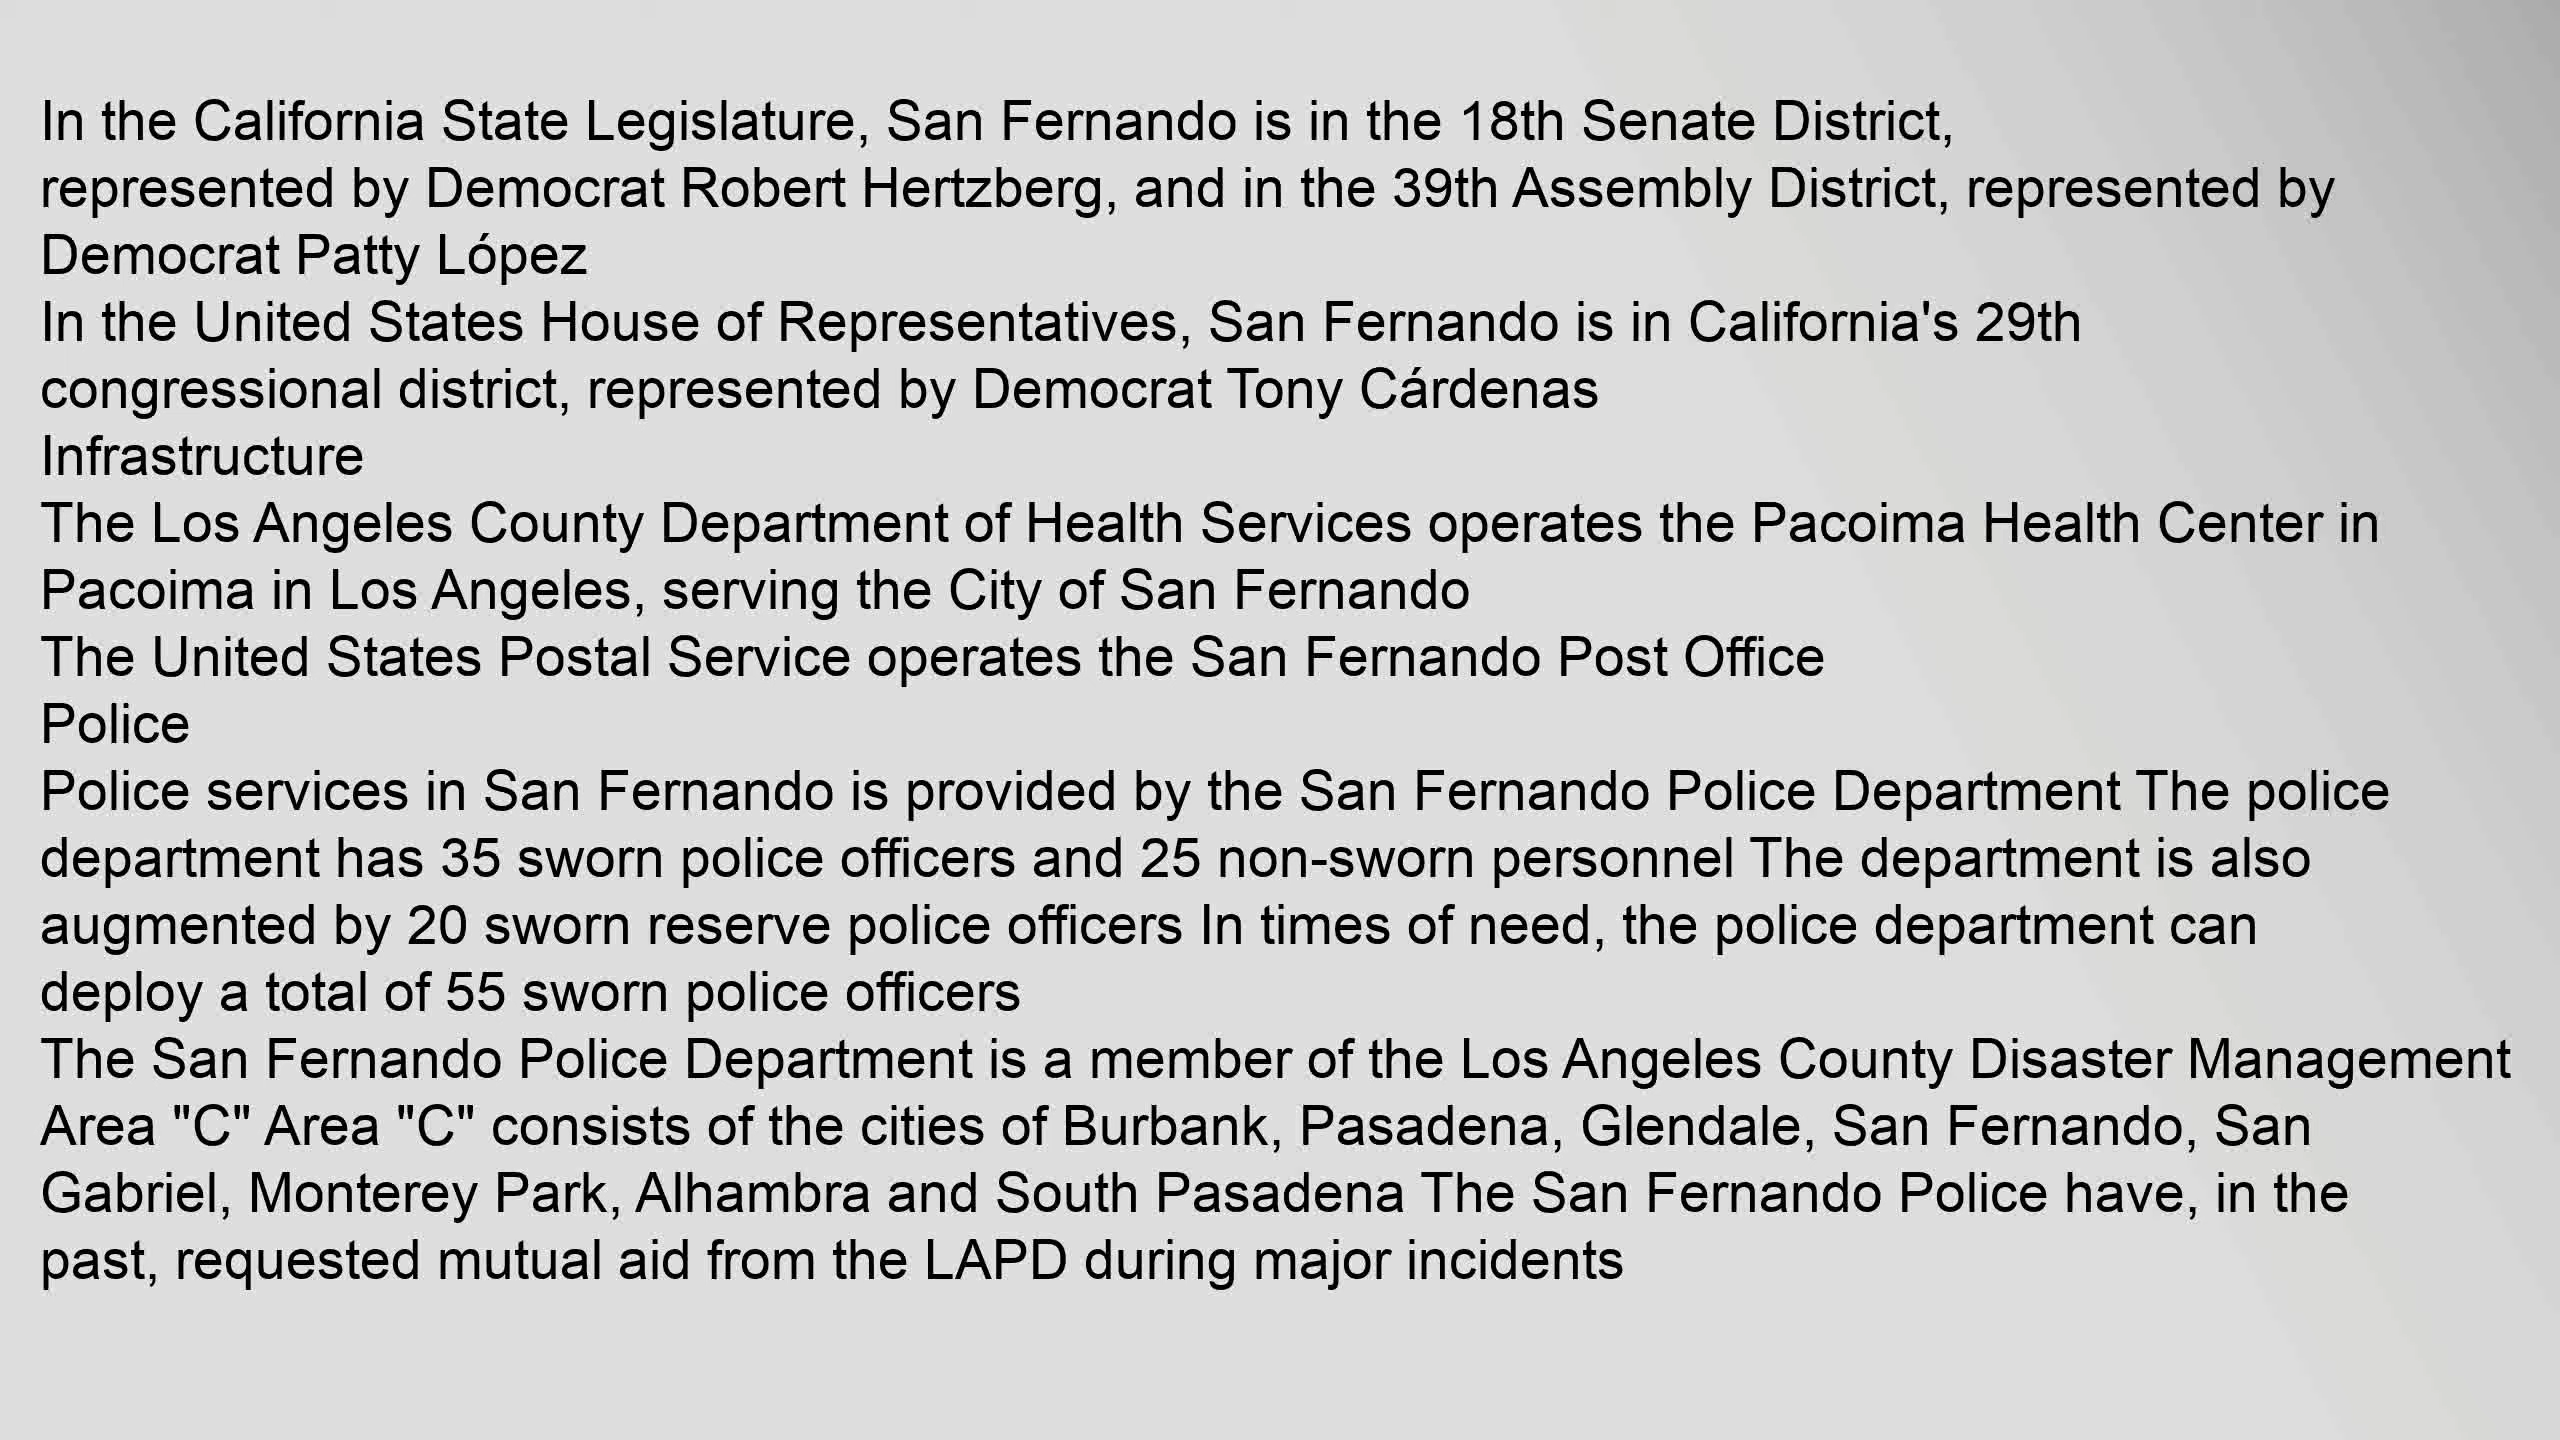 In the California State Legislature, San Fernando is in the 18th Senate District,
represented by Democrat Robert Hertzberg, and in the 39th Assembly District, represented by
Democrat Patty López
In the United States House of Representatives, San Fernando is in California's 29th
congressional district, represented by Democrat Tony Cárdenas
Infrastructure
The Los Angeles County Department of Health Services operates the Pacoima Health Center in
Pacoima in Los Angeles, serving the City of San Fernando
The United States Postal Service operates the San Fernando Post Office
Police
Police services in San Fernando is provided by the San Fernando Police Department The police
department has 35 sworn police officers and 25 non-sworn personnel The department is also
augmented by 20 sworn reserve police officers In times of need, the police department can
deploy a total of 55 sworn police officers
The San Fernando Police Department is a member of the Los Angeles County Disaster Management
Area "C" Area "C" consists of the cities of Burbank, Pasadena, Glendale, San Fernando, San
Gabriel, Monterey Park, Alhambra and South Pasadena The San Fernando Police have, in the
past, requested mutual aid from the LAPD during major incidents